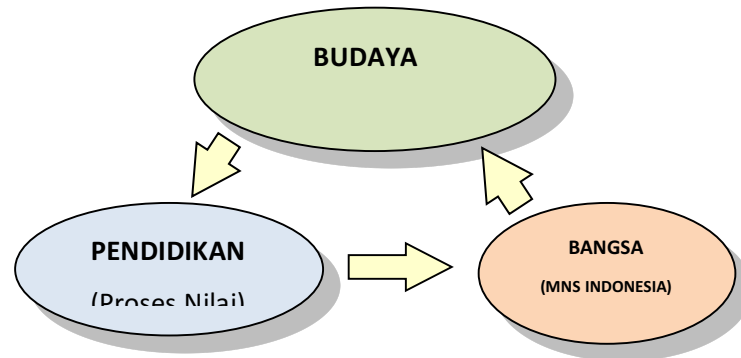 BUDAYA
PENDIDIKAN
(Proses Nilai)
BANGSA
(MNS INDONESIA)